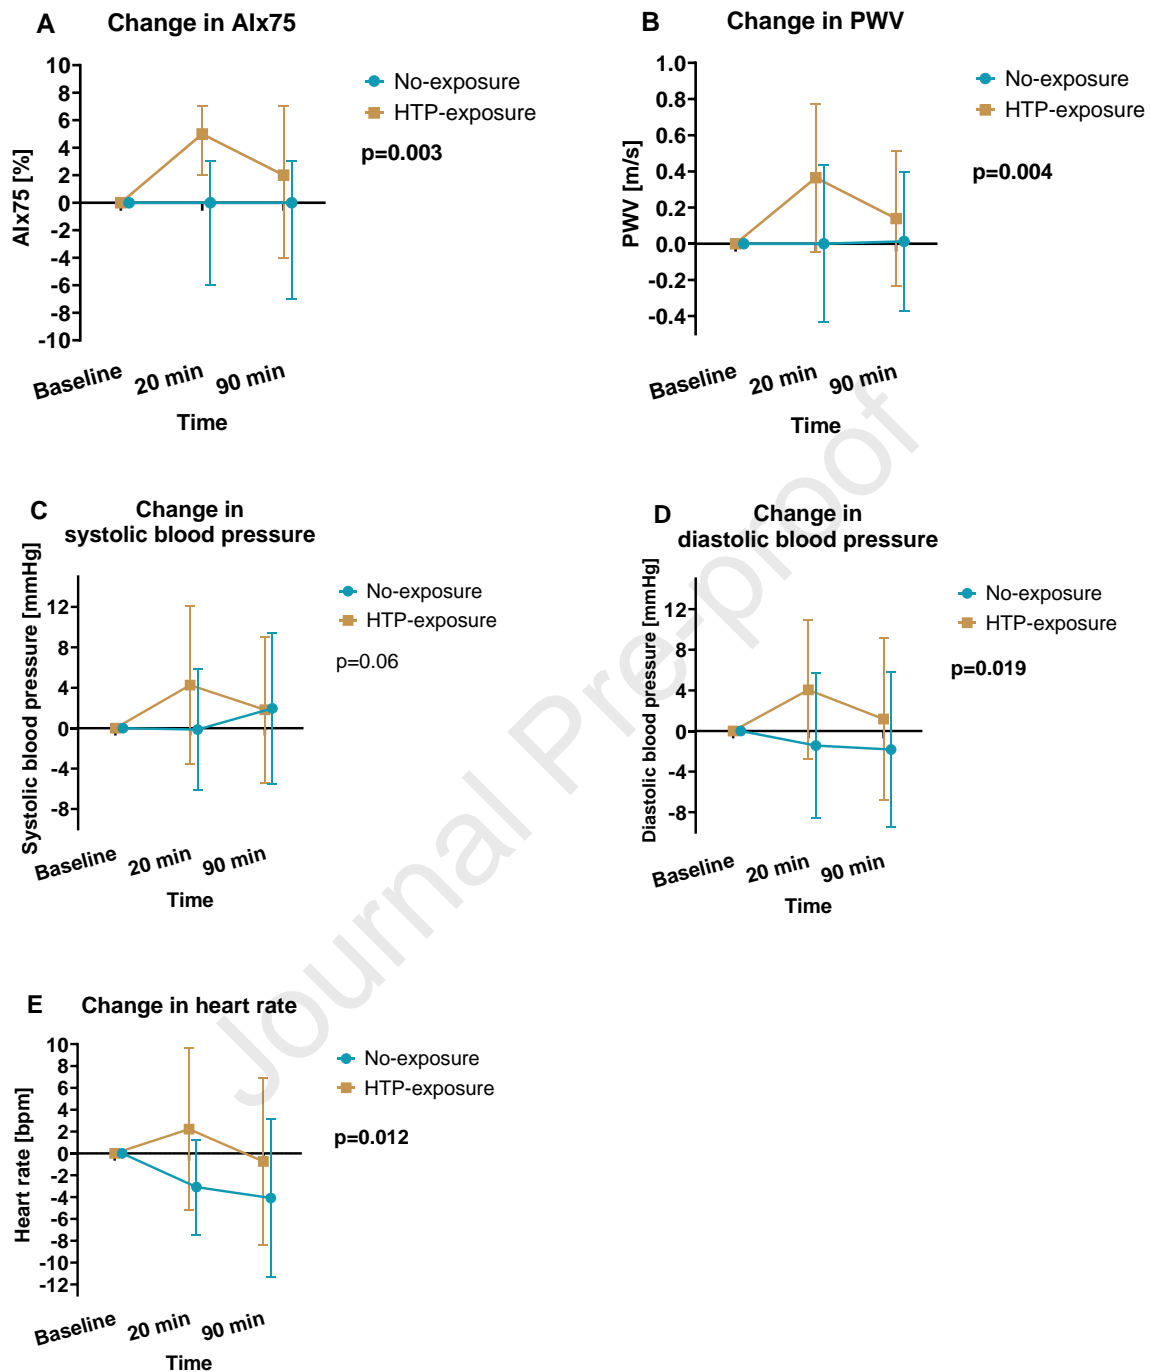 A Change in AIx75
10
8
6
4
2
0
-2
-4
-6
-8
-10
AIx75 [%]
No-exposure
HTP-exposure
p=0.003
Baseline 20 min 90 min
Time
B Change in PWV
1.0
0.8
0.6
0.4
0.2
0.0
-0.2
-0.4
PWV [m/s]
No-exposure
HTP-exposure
p=0.004
Baseline 20 min 90 min
Time
C Change in
systolic blood pressure
12
8
4
0
-4
-8
Systolic blood pressure [mmHg]
No-exposure
HTP-exposure
p=0.06
Baseline 20 min 90 min
Time
D Change in
diastolic blood pressure
12
8
4
0
-4
-8
Diastolic blood pressure [mmHg]
No-exposure
HTP-exposure
p=0.019
Baseline 20 min 90 min
Time
E Change in heart rate
10
8
6
4
2
0
-2
-4
-6
-8
-10
-12
Heart rate [bpm]
No-exposure
HTP-exposure
p=0.012
Baseline 20 min 90 min
Time
Journal Pre-proof